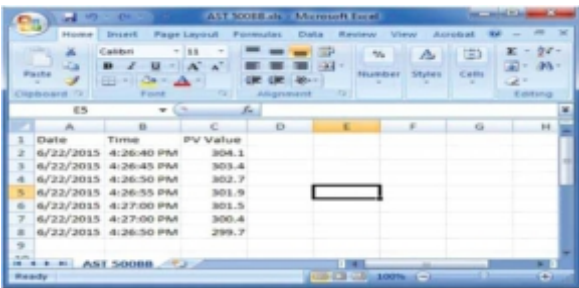 AST 500BB.xls - Microsoft Excel
Home Insert Page Layout Formulas Data Review View Acrobat
Paste
Calibri 11
B I U A A
%
Number
Styles
Cells
Σ
Clipboard Font Alignment Editing
E5 fx
A B C D E F G H
1 Date Time PV Value
2 6/22/2015 4:26:40 PM 304.1
3 6/22/2015 4:26:45 PM 303.4
4 6/22/2015 4:26:50 PM 302.7
5 6/22/2015 4:26:55 PM 301.9
6 6/22/2015 4:27:00 PM 301.5
7 6/22/2015 4:27:00 PM 300.4
8 6/22/2015 4:26:50 PM 299.7
9
AST 500BB
Ready 100%